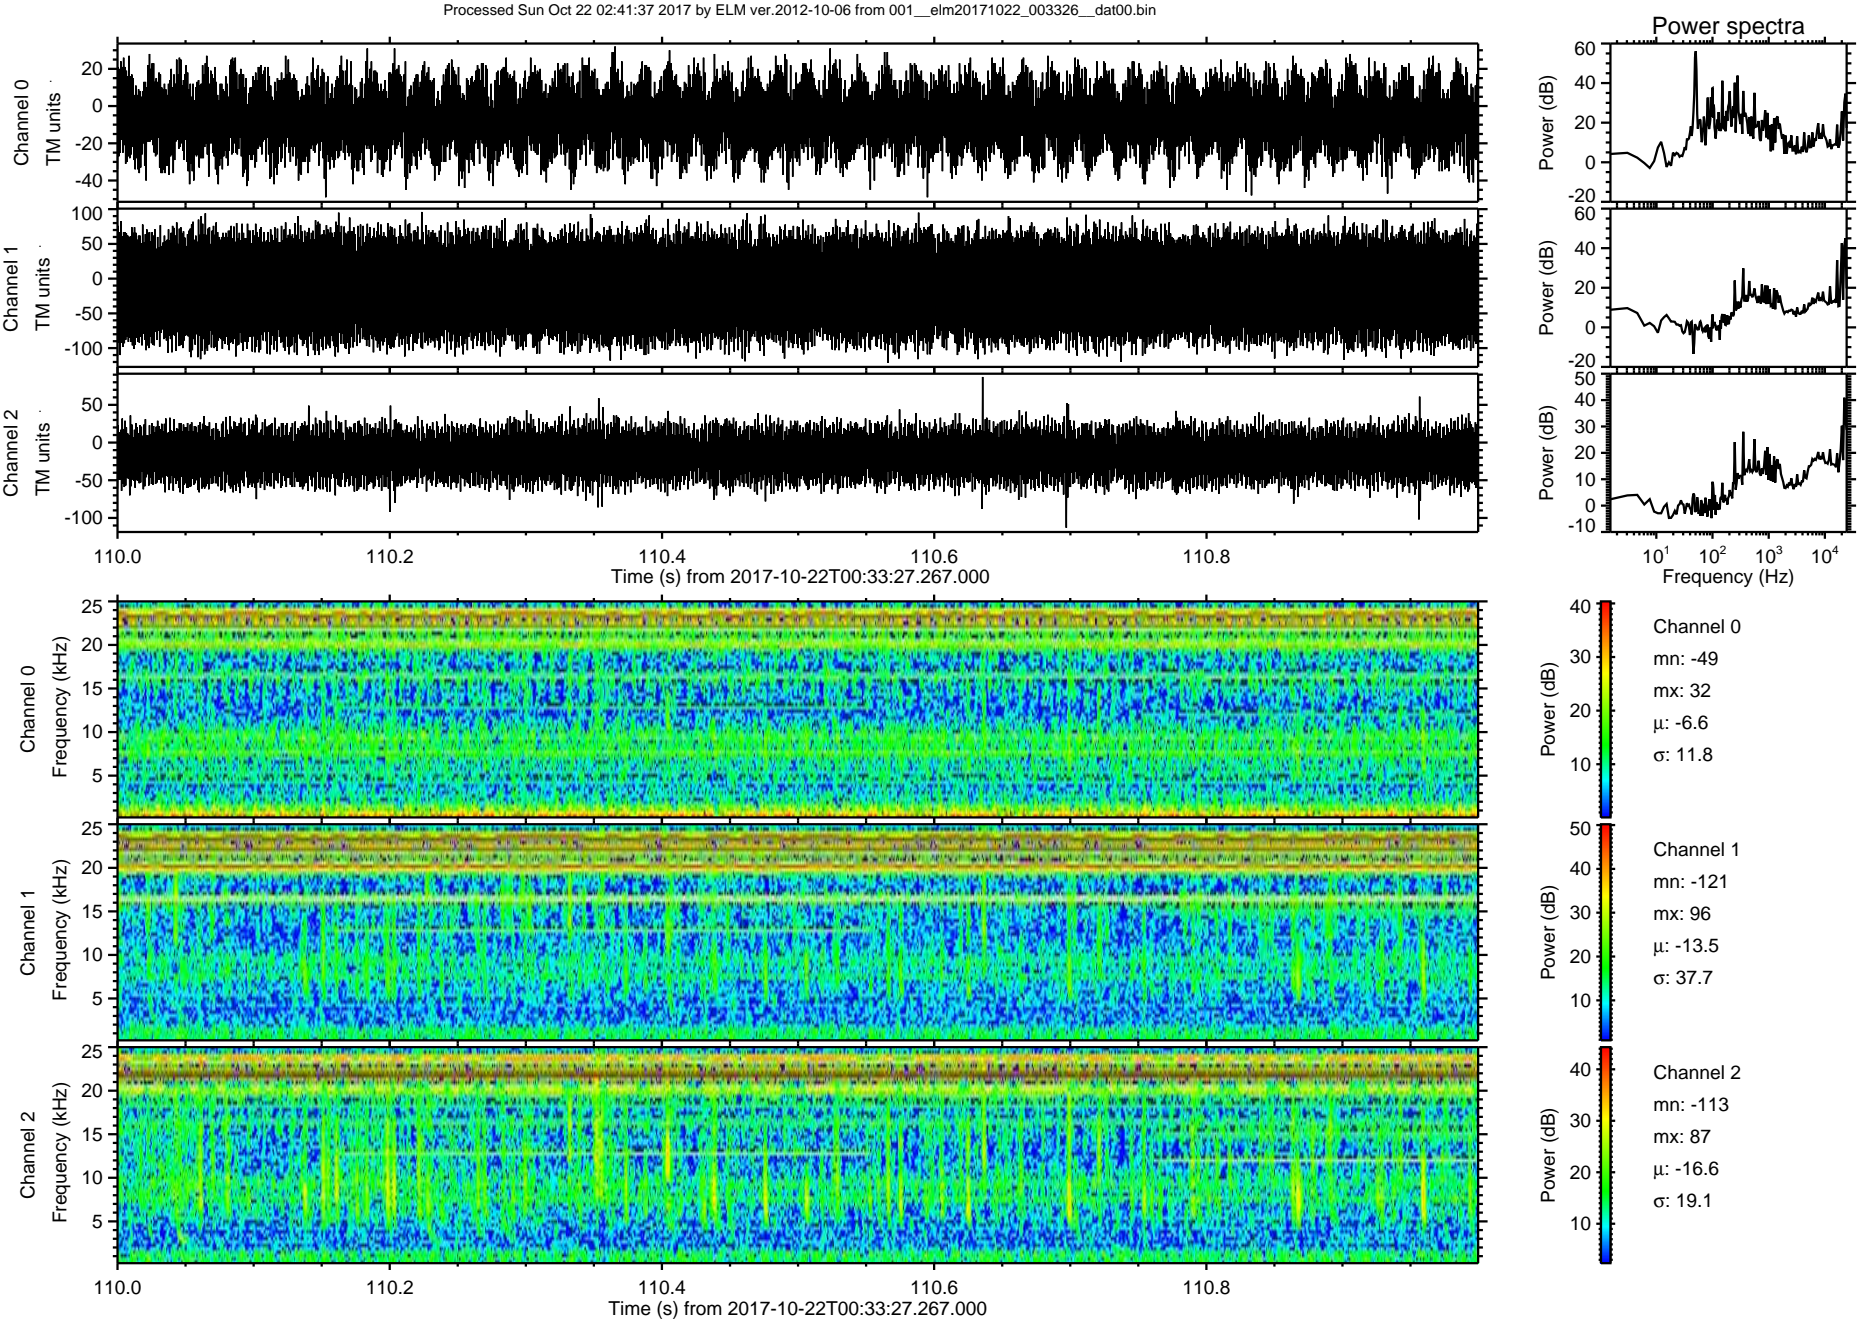 Processed Sun Oct 22 02:41:37 2017 by ELM ver.2012-10-06 from 001__elm20171022_003326__dat00.bin
Power spectra
Channel 0
TM units
20
0
-20
-40
Power (dB)
60
40
20
0
-20
Channel 1
TM units
100
50
0
-50
-100
Power (dB)
60
40
20
0
-20
Channel 2
TM units
50
0
-50
-100
Power (dB)
50
40
30
20
10
0
-10
110.0 110.2 110.4 110.6 110.8
Time (s) from 2017-10-22T00:33:27.267.000
10^1 10^2 10^3 10^4
Frequency (Hz)
Channel 0
Frequency (kHz)
25
20
15
10
5
Power (dB)
40
30
20
10
Channel 0
mn: -49
mx: 32
μ: -6.6
σ: 11.8
Channel 1
Frequency (kHz)
25
20
15
10
5
Power (dB)
50
40
30
20
10
Channel 1
mn: -121
mx: 96
μ: -13.5
σ: 37.7
Channel 2
Frequency (kHz)
25
20
15
10
5
Power (dB)
40
30
20
10
Channel 2
mn: -113
mx: 87
μ: -16.6
σ: 19.1
110.0 110.2 110.4 110.6 110.8
Time (s) from 2017-10-22T00:33:27.267.000